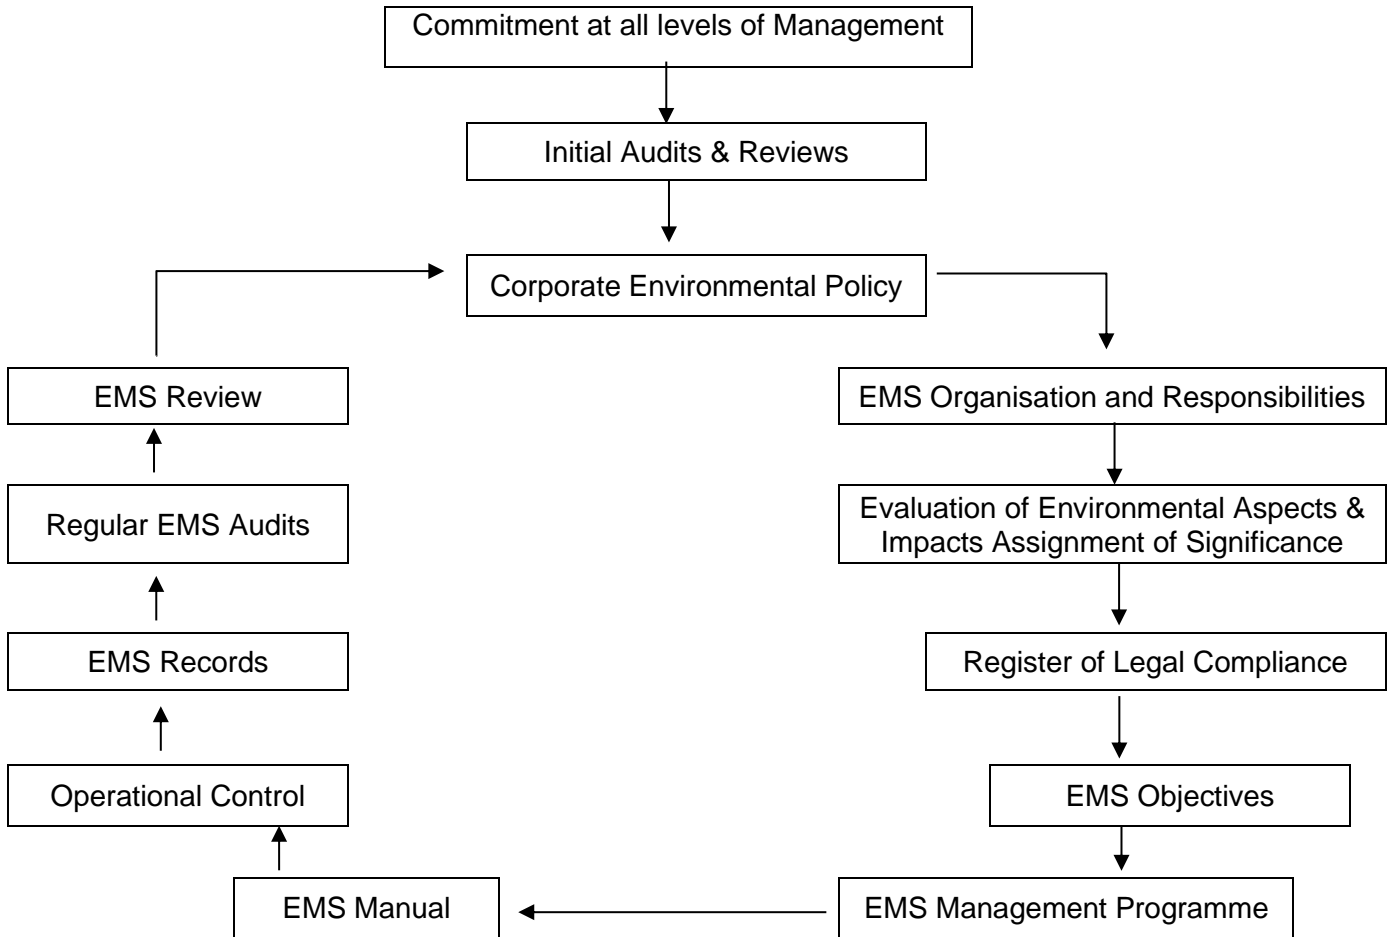 Commitment at all levels of Management
Initial Audits & Reviews
Corporate Environmental Policy
EMS Review
EMS Organisation and Responsibilities
Regular EMS Audits
Evaluation of Environmental Aspects &
Impacts Assignment of Significance
EMS Records
Register of Legal Compliance
Operational Control
EMS Objectives
EMS Manual
EMS Management Programme